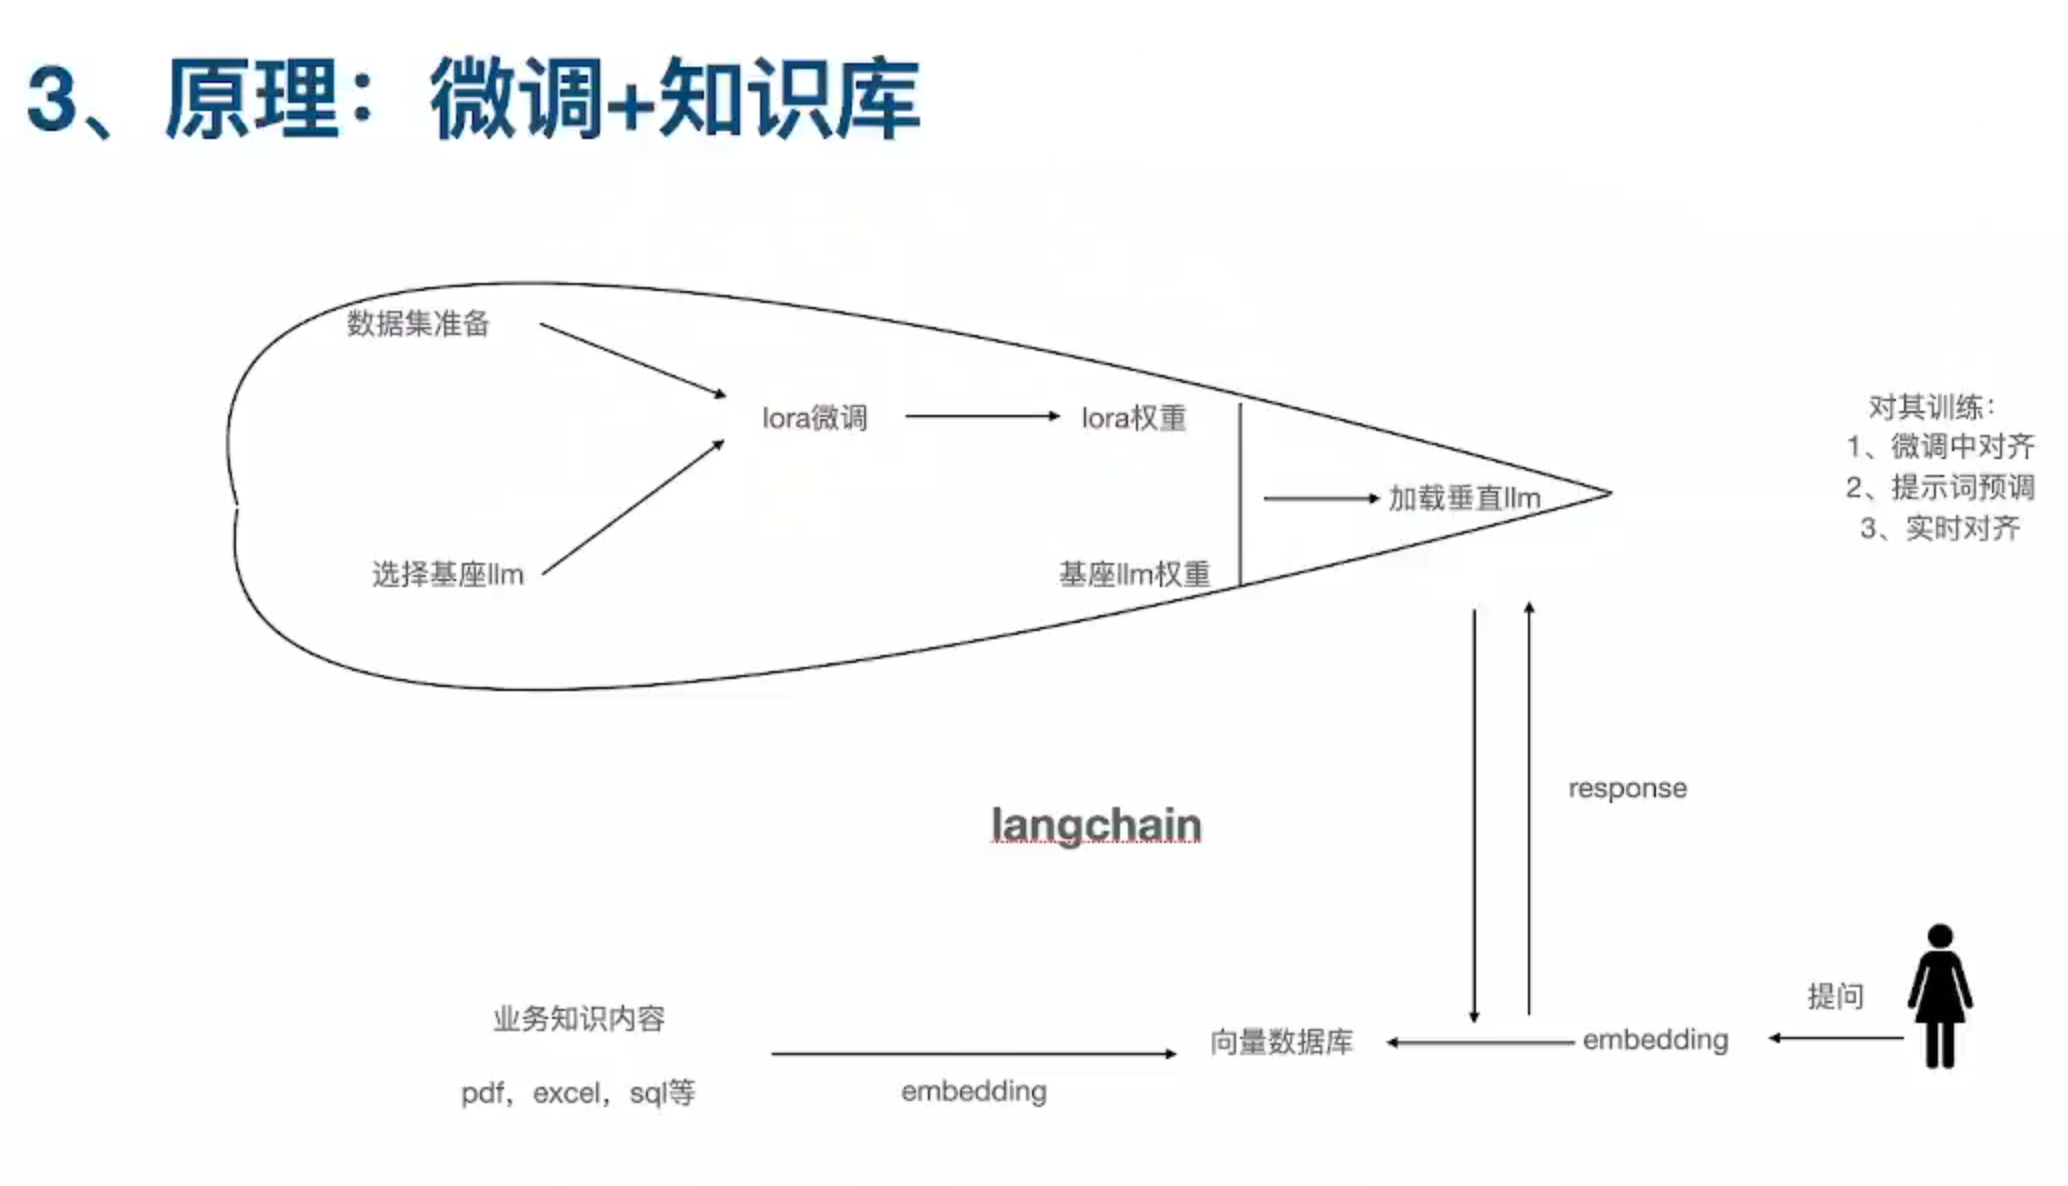 3、原理：微调+知识库
数据集准备
lora微调
lora权重
对其训练：
1、微调中对齐
2、提示词预调
3、实时对齐
加载垂直llm
选择基座llm
基座llm权重
response
langchain
业务知识内容
pdf，excel，sql等
embedding
向量数据库
embedding
提问